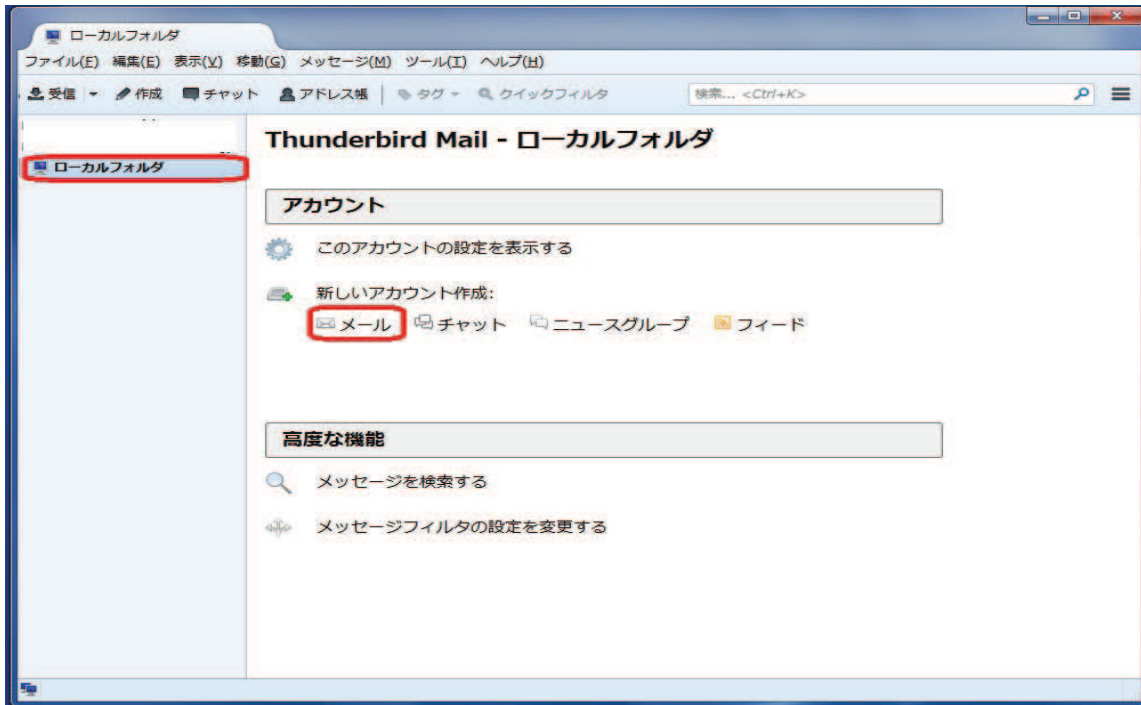 ローカルフォルダ
ファイル(F) 編集(E) 表示(V) 移動(G) メッセージ(M) ツール(T) ヘルプ(H)
受信 作成 チャット アドレス帳 タグ クイックフィルタ 検索... <Ctrl+K>
Thunderbird Mail - ローカルフォルダ
ローカルフォルダ
アカウント
このアカウントの設定を表示する
新しいアカウント作成:
メール チャット ニュースグループ フィード
高度な機能
メッセージを検索する
メッセージフィルタの設定を変更する